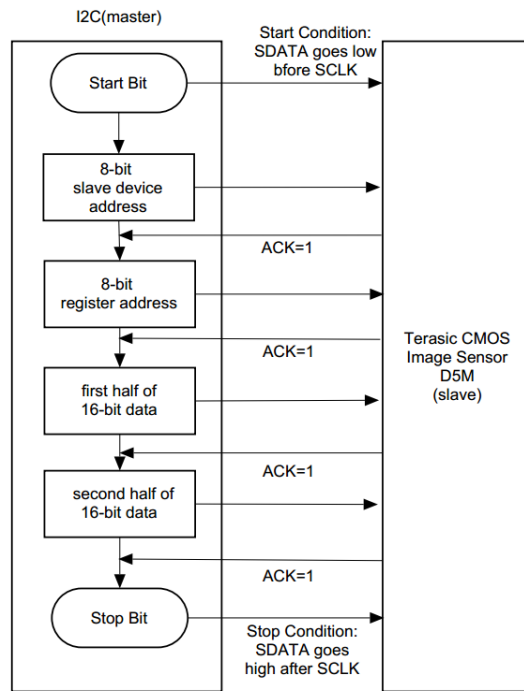 I2C(master)
Start Condition:
SDATA goes low
bfore SCLK
Start Bit
8-bit
slave device
address
ACK=1
8-bit
register address
ACK=1
Terasic CMOS
Image Sensor
D5M
(slave)
first half of
16-bit data
ACK=1
second half of
16-bit data
ACK=1
Stop Bit
Stop Condition:
SDATA goes
high after SCLK